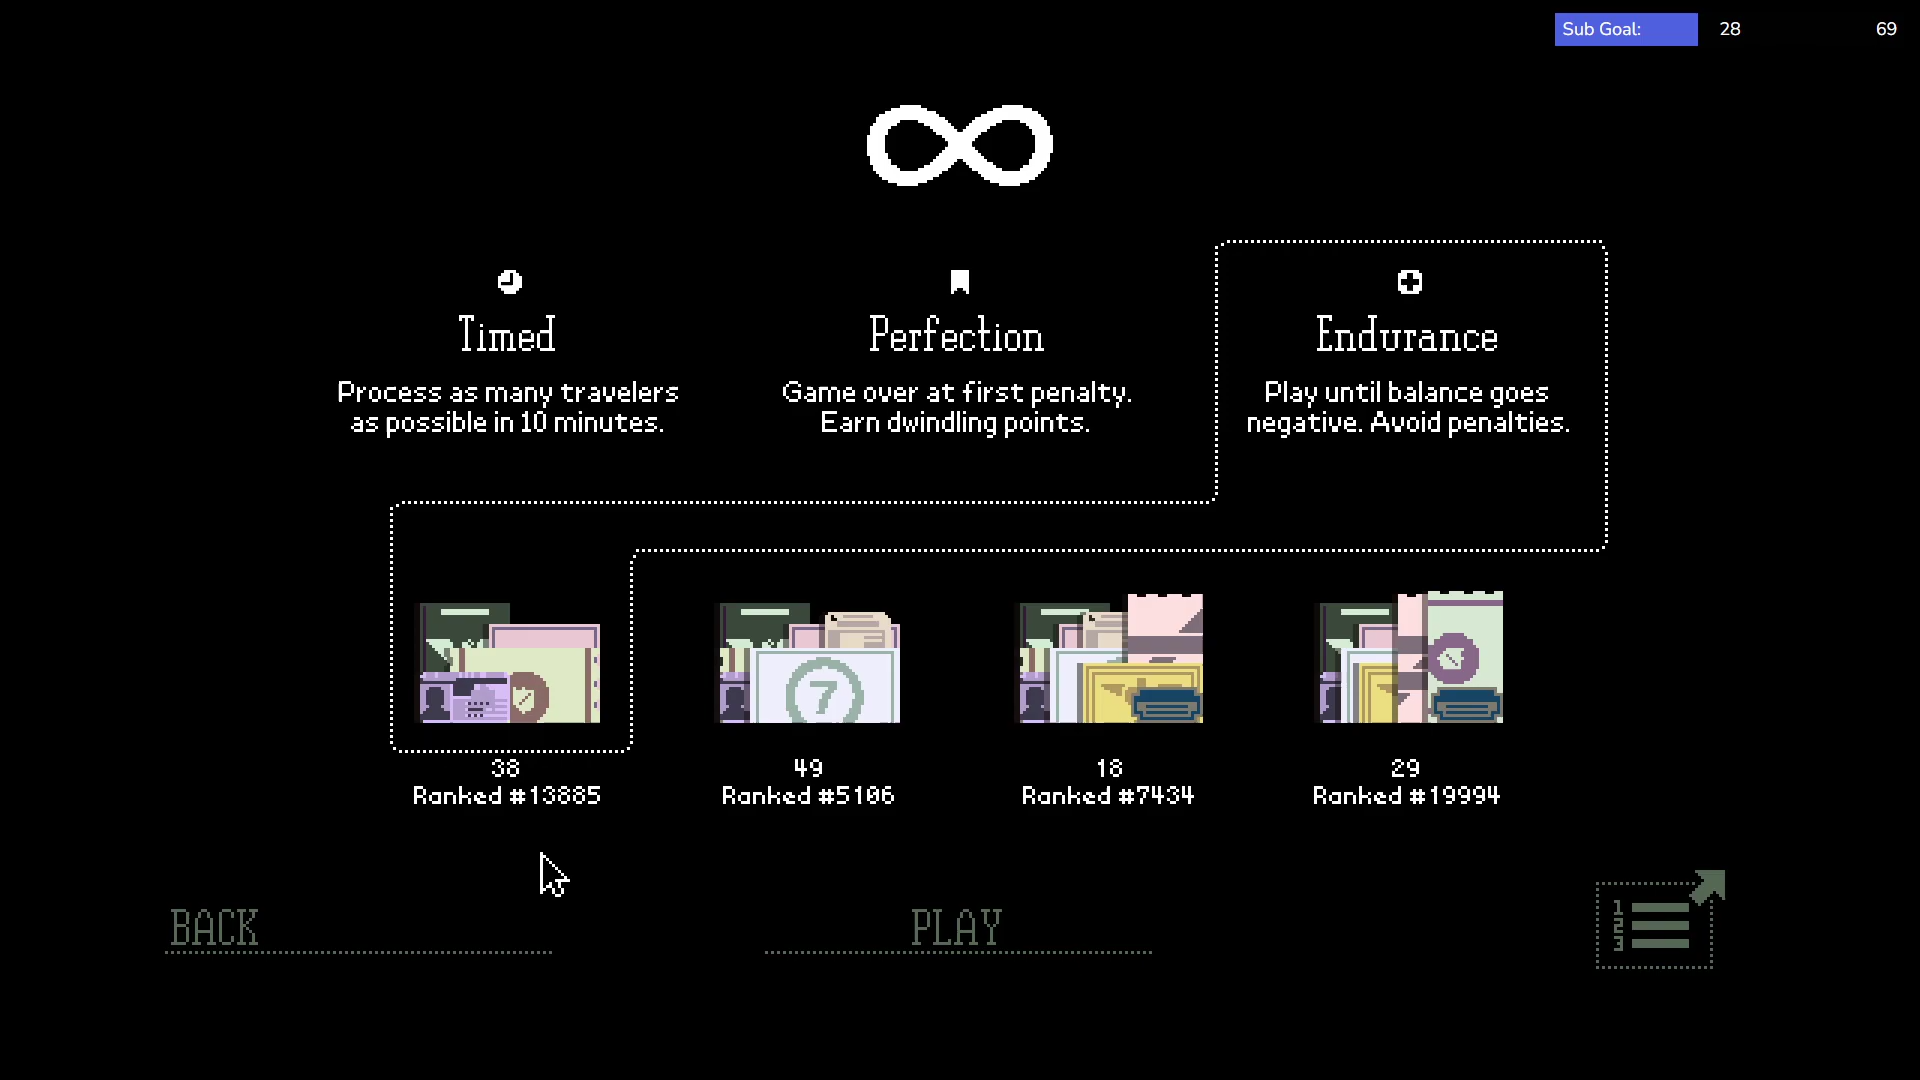 Sub Goal: 28 69
Timed
Process as many travelers
as possible in 10 minutes.
Perfection
Game over at first penalty.
Earn dwindling points.
Endurance
Play until balance goes
negative. Avoid penalties.
7
38
Ranked #13885
49
Ranked #5106
18
Ranked #7434
29
Ranked #19994
BACK
PLAY
1
2
3